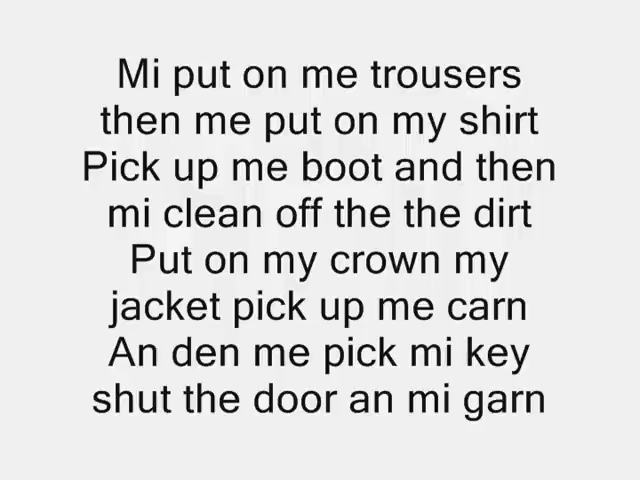 Mi put on me trousers
then me put on my shirt
Pick up me boot and then
mi clean off the the dirt
Put on my crown my
jacket pick up me carn
An den me pick mi key
shut the door an mi garn